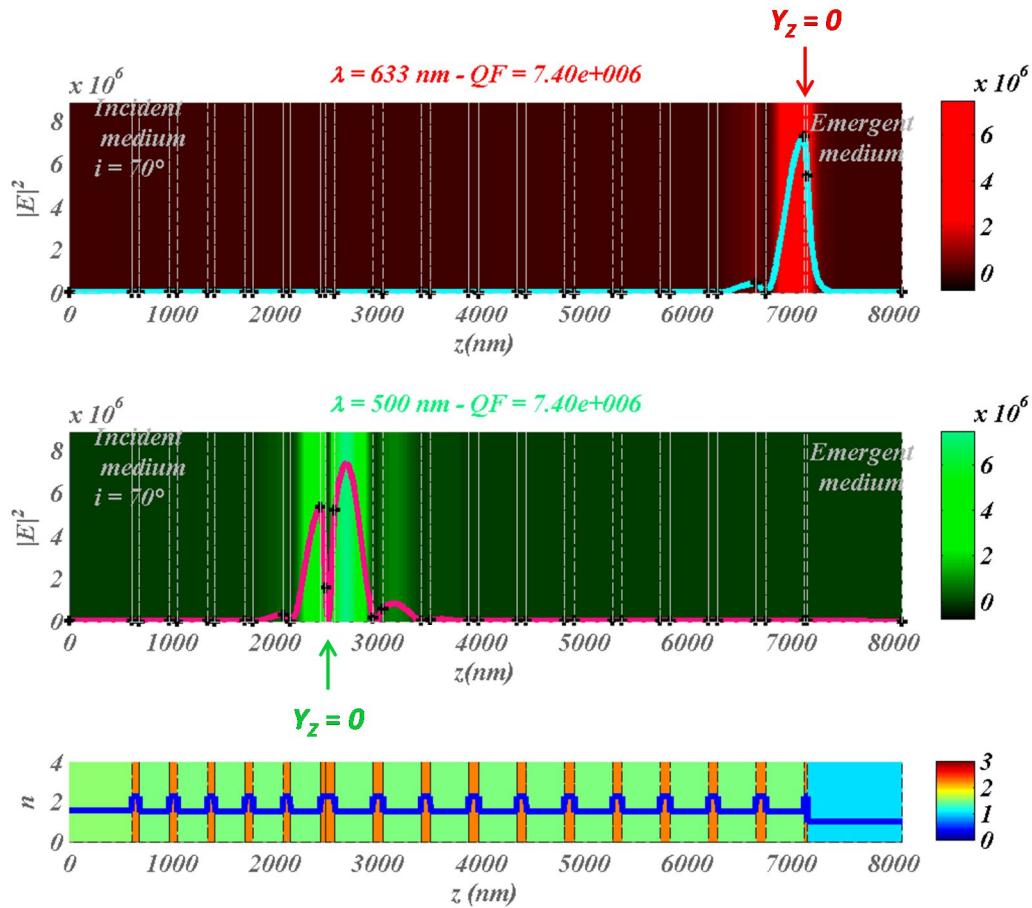 Y_Z = 0
λ = 633 nm - QF = 7.40e+006
x 10^6
x 10^6
Incident
medium
i = 70°
Emergent
medium
|E|^2
8
6
4
2
0
6
4
2
0
0 1000 2000 3000 4000 5000 6000 7000 8000
z(nm)
λ = 500 nm - QF = 7.40e+006
x 10^6
x 10^6
Incident
medium
i = 70°
Emergent
medium
|E|^2
8
6
4
2
0
6
4
2
0
0 1000 2000 3000 4000 5000 6000 7000 8000
z(nm)
Y_Z = 0
n
4
2
0
3
2
1
0
0 1000 2000 3000 4000 5000 6000 7000 8000
z (nm)